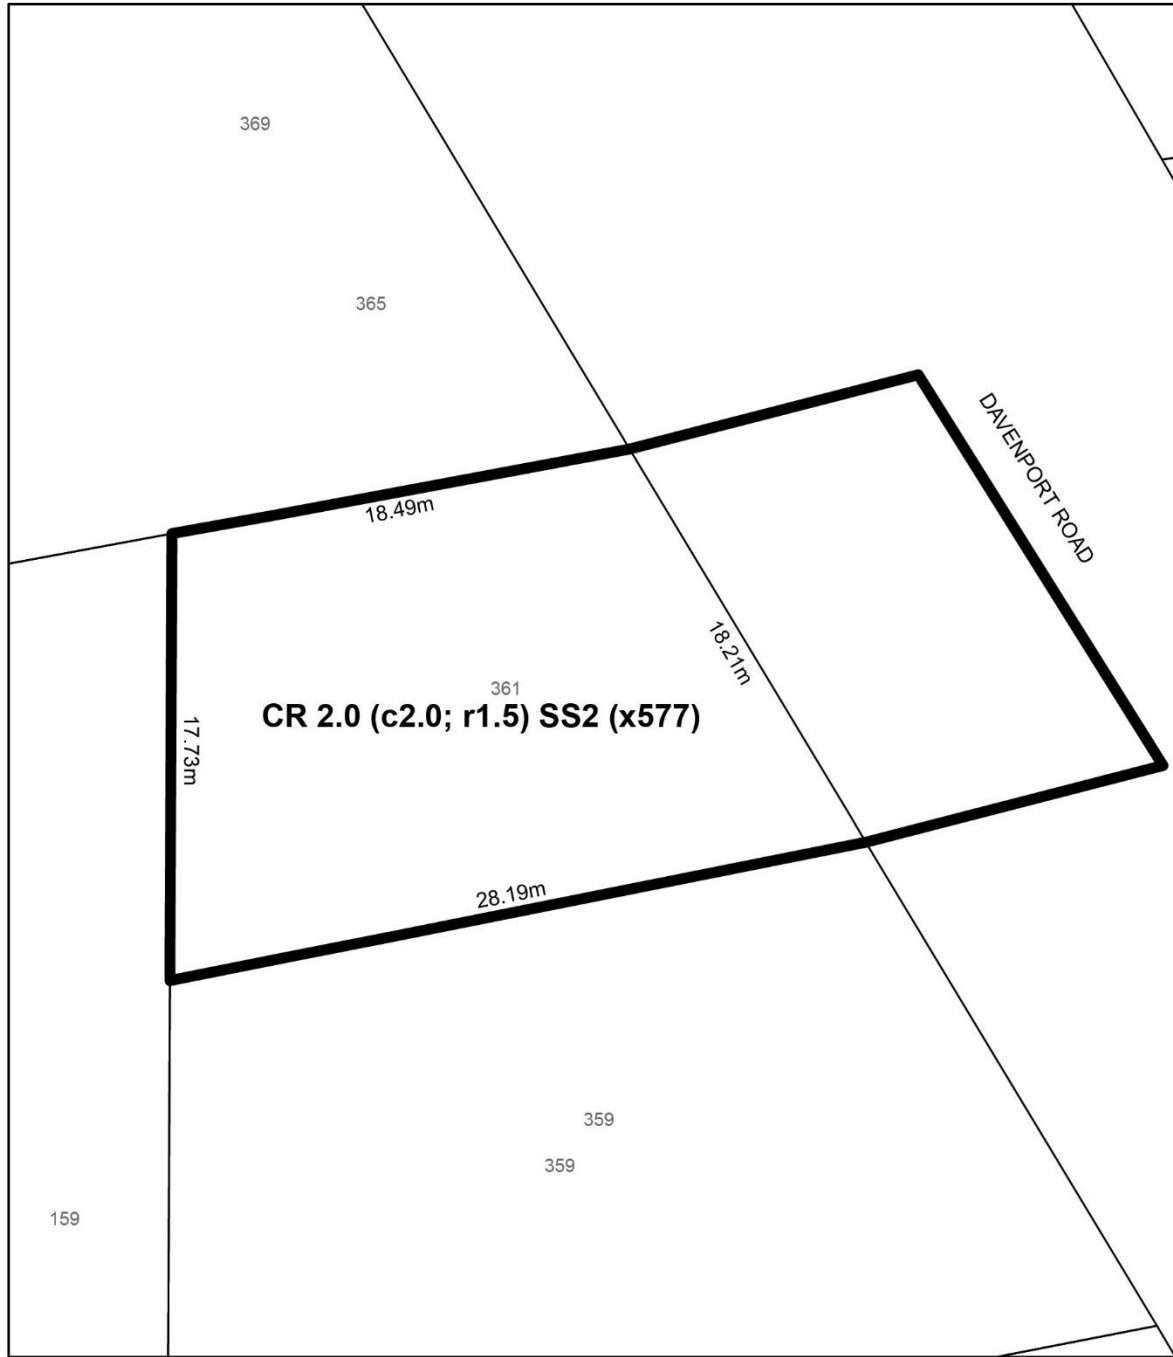 369
365
DAVENPORT ROAD
18.49m
18.21m
361
CR 2.0 (c2.0; r1.5) SS2 (x577)
17.73m
28.19m
359
359
159